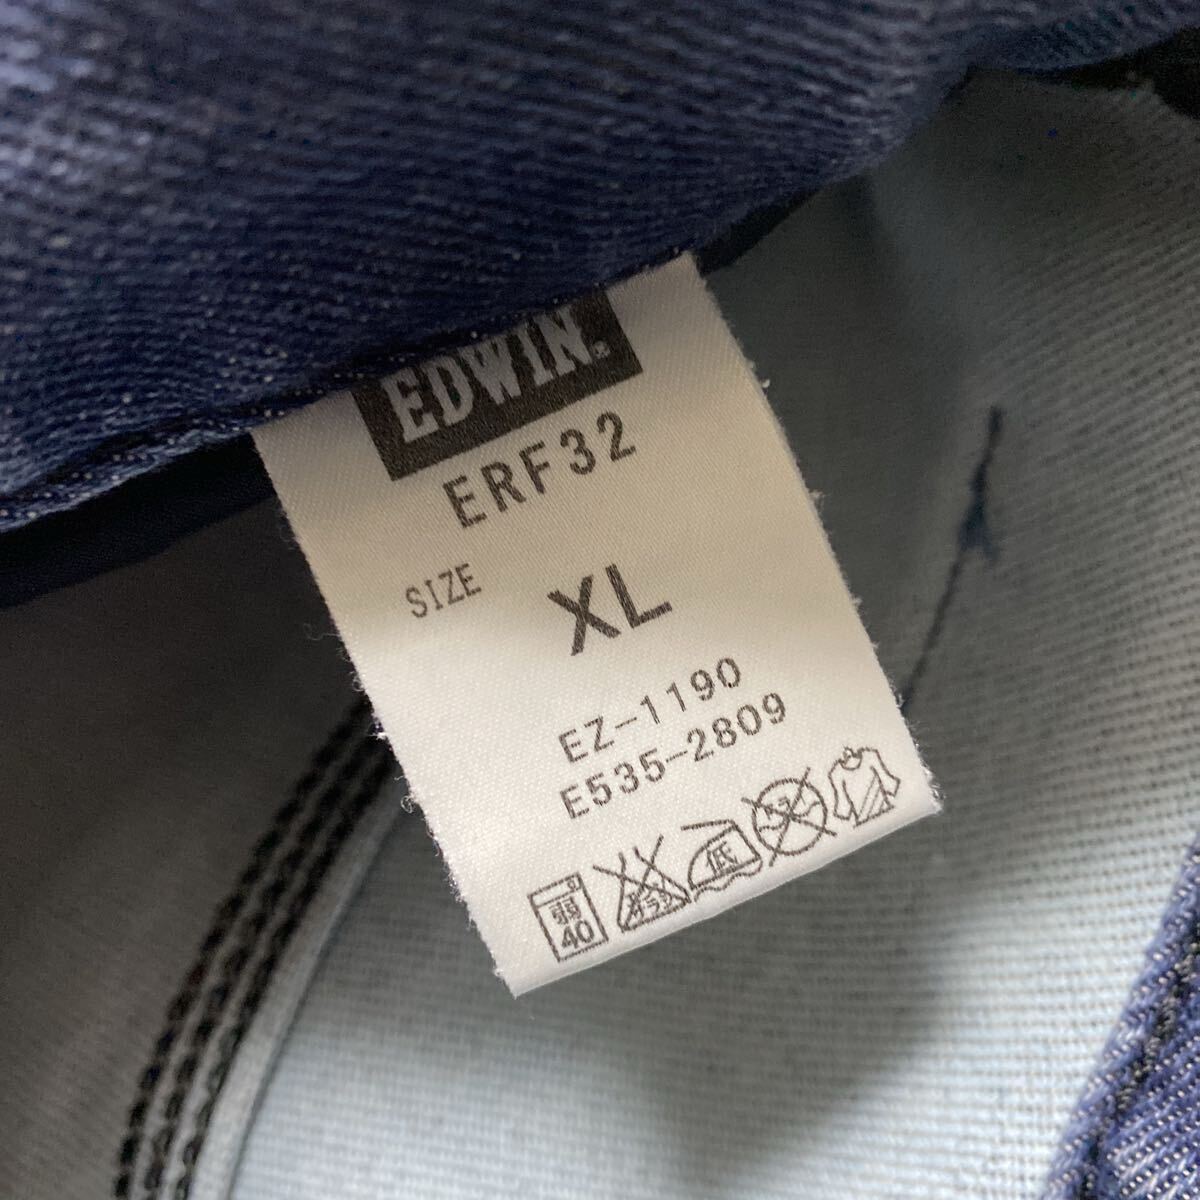 EDWIN®
ERF32
SIZE XL
EZ-1190
E535-2809
弱 40
低